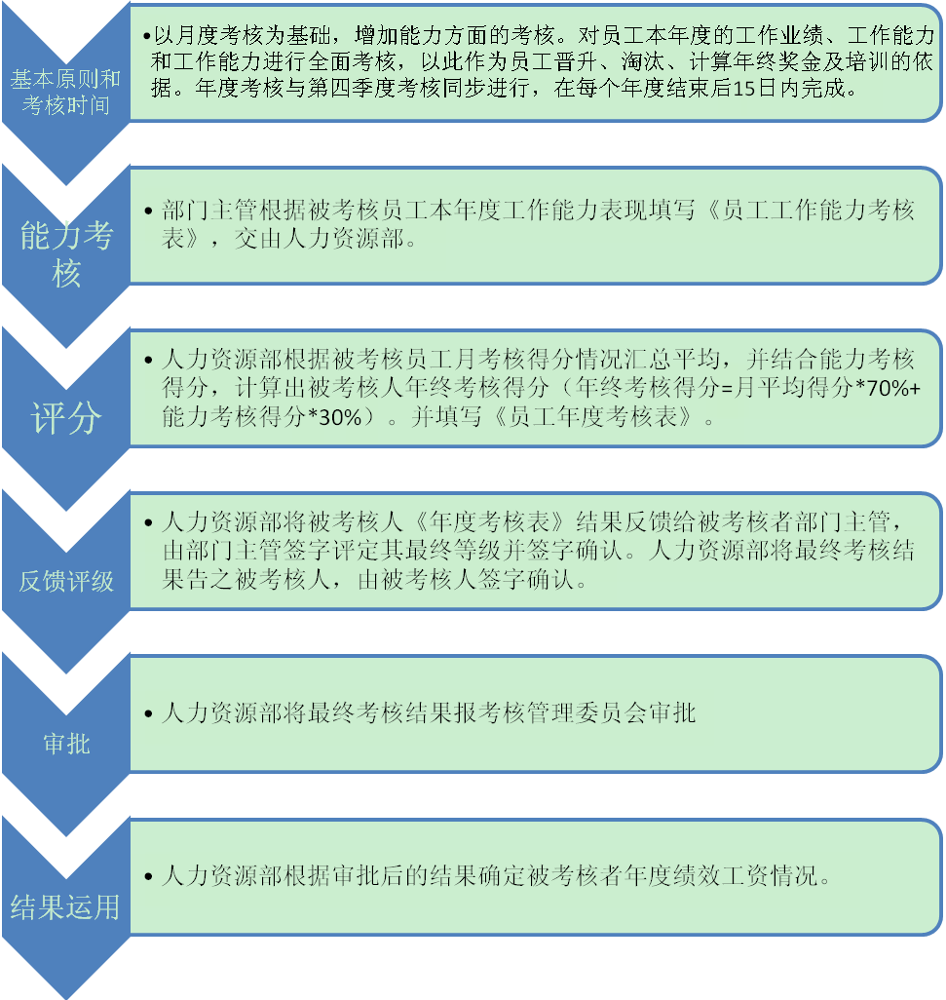 基本原则和
考核时间
•以月度考核为基础，增加能力方面的考核。对员工本年度的工作业绩、工作能力
和工作能力进行全面考核，以此作为员工晋升、淘汰、计算年终奖金及培训的依
据。年度考核与第四季度考核同步进行，在每个年度结束后15日内完成。
能力考
核
• 部门主管根据被考核员工本年度工作能力表现填写《员工工作能力考核
表》，交由人力资源部。
评分
• 人力资源部根据被考核员工月考核得分情况汇总平均，并结合能力考核
得分，计算出被考核人年终考核得分（年终考核得分=月平均得分*70%+
能力考核得分*30%）。并填写《员工年度考核表》。
反馈评级
• 人力资源部将被考核人《年度考核表》结果反馈给被考核者部门主管，
由部门主管签字评定其最终等级并签字确认。人力资源部将最终考核结
果告之被考核人，由被考核人签字确认。
审批
• 人力资源部将最终考核结果报考核管理委员会审批
结果运用
• 人力资源部根据审批后的结果确定被考核者年度绩效工资情况。